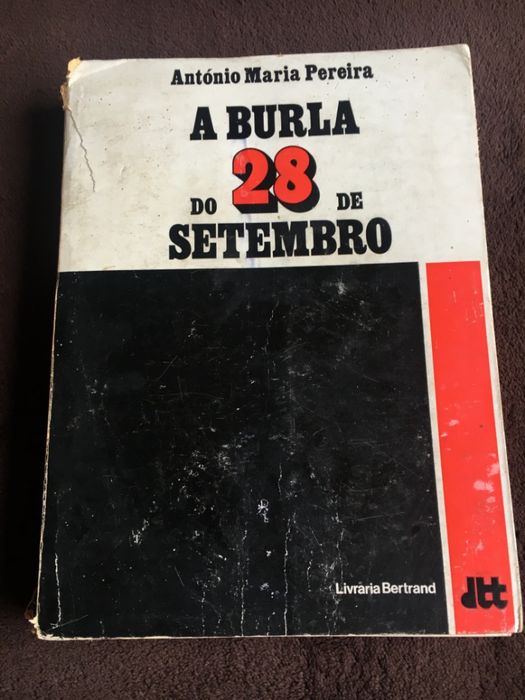 António Maria Pereira
A BURLA
DO 28 DE
SETEMBRO
Livraria Bertrand
dtt